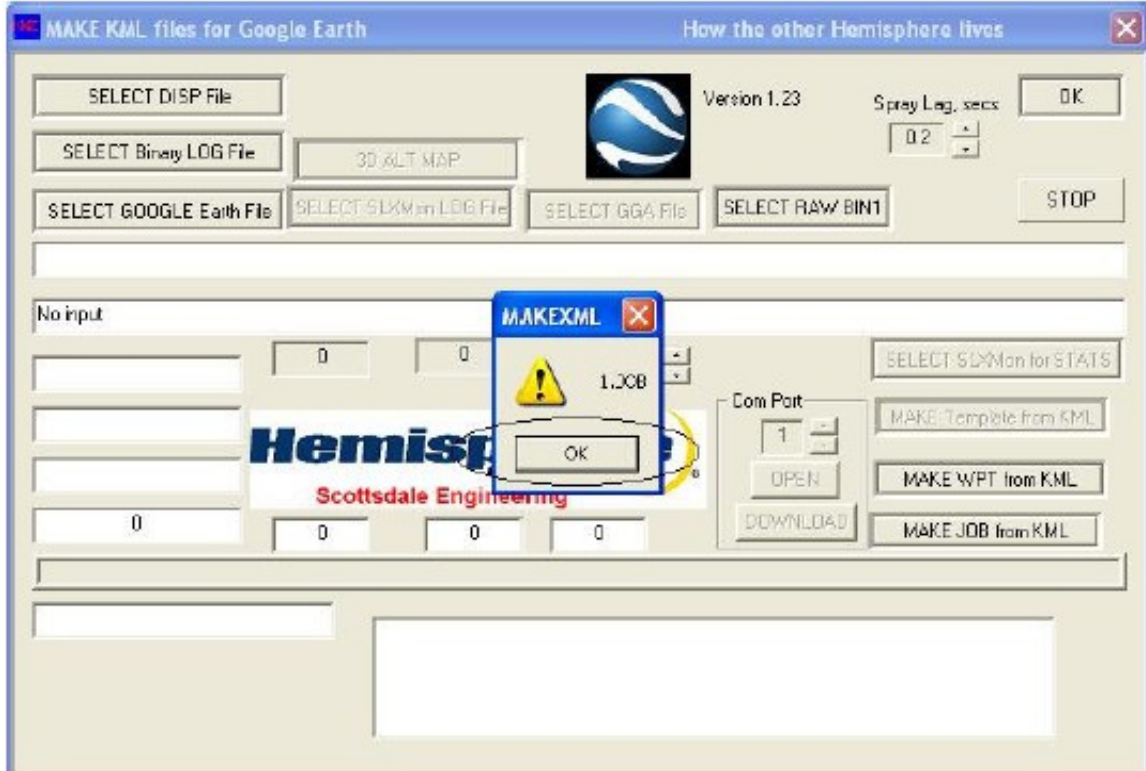 MAKE KML files for Google Earth How the other Hemisphere lives
SELECT DISP File
Version 1.23
Spray Lag, secs
OK
0.2
SELECT Binary LOG File
3D ALT MAP
SELECT GOOGLE Earth File
SELECT SLXMon LOG File
SELECT GGA File
SELECT RAW BIN1
STOP
No input
MAKEXML
1.JOB
OK
0
0
SELECT SLXMon for STATS
Com Port
1
OPEN
DOWNLOAD
MAKE Template from KML
MAKE WPT from KML
MAKE JOB from KML
Scottsdale Engineering
0
0
0
0